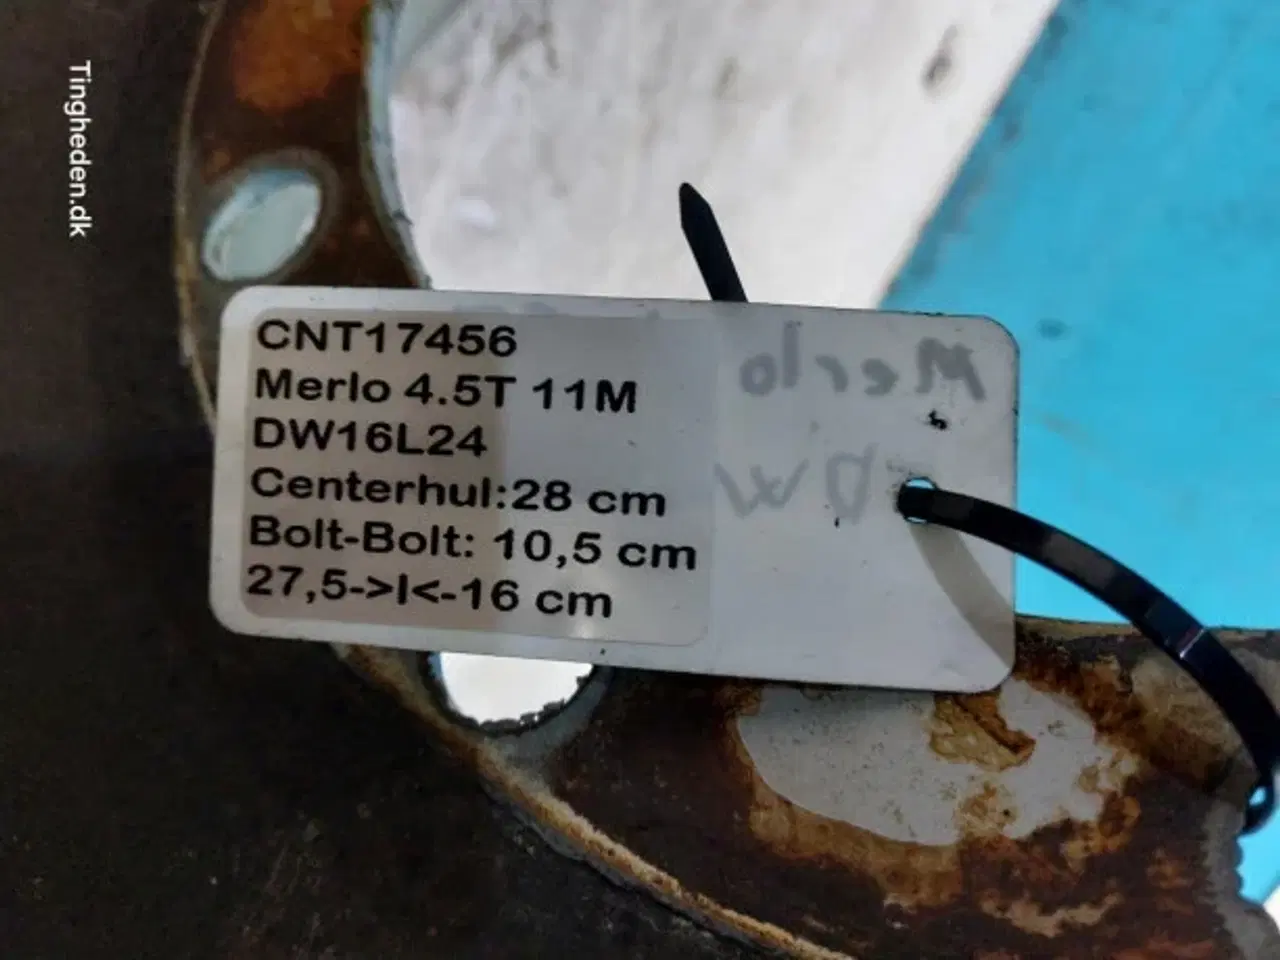 Tingheden.dk
CNT17456
Merlo 4.5T 11M
DW16L24
Centerhul:28 cm
Bolt-Bolt: 10,5 cm
27,5->I<-16 cm
Merlo
DW